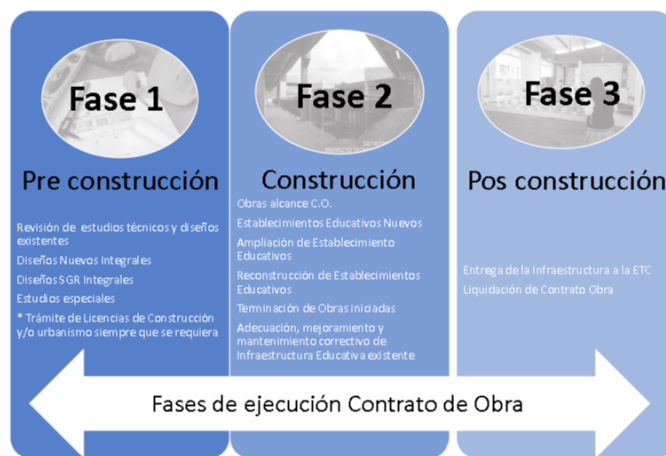 Fase 1
Pre construcción
Revisión de estudios técnicos y diseños
existentes
Diseños Nuevos Integrales
Diseños SGR Integrales
Estudios especiales
* Trámite de Licencias de Construcción
y/o urbanismo siempre que se requiera
Fase 2
Construcción
Obras alcance C.O.
Establecimientos Educativos Nuevos
Ampliación de Establecimiento
Educativos
Reconstrucción de Establecimientos
Educativos
Terminación de Obras iniciadas
Adecuación, mejoramiento y
mantenimiento correctivo de
Infraestructura Educativa existente
Fase 3
Pos construcción
Entrega de la Infraestructura a la ETC
Liquidación de Contrato Obra
Fases de ejecución Contrato de Obra